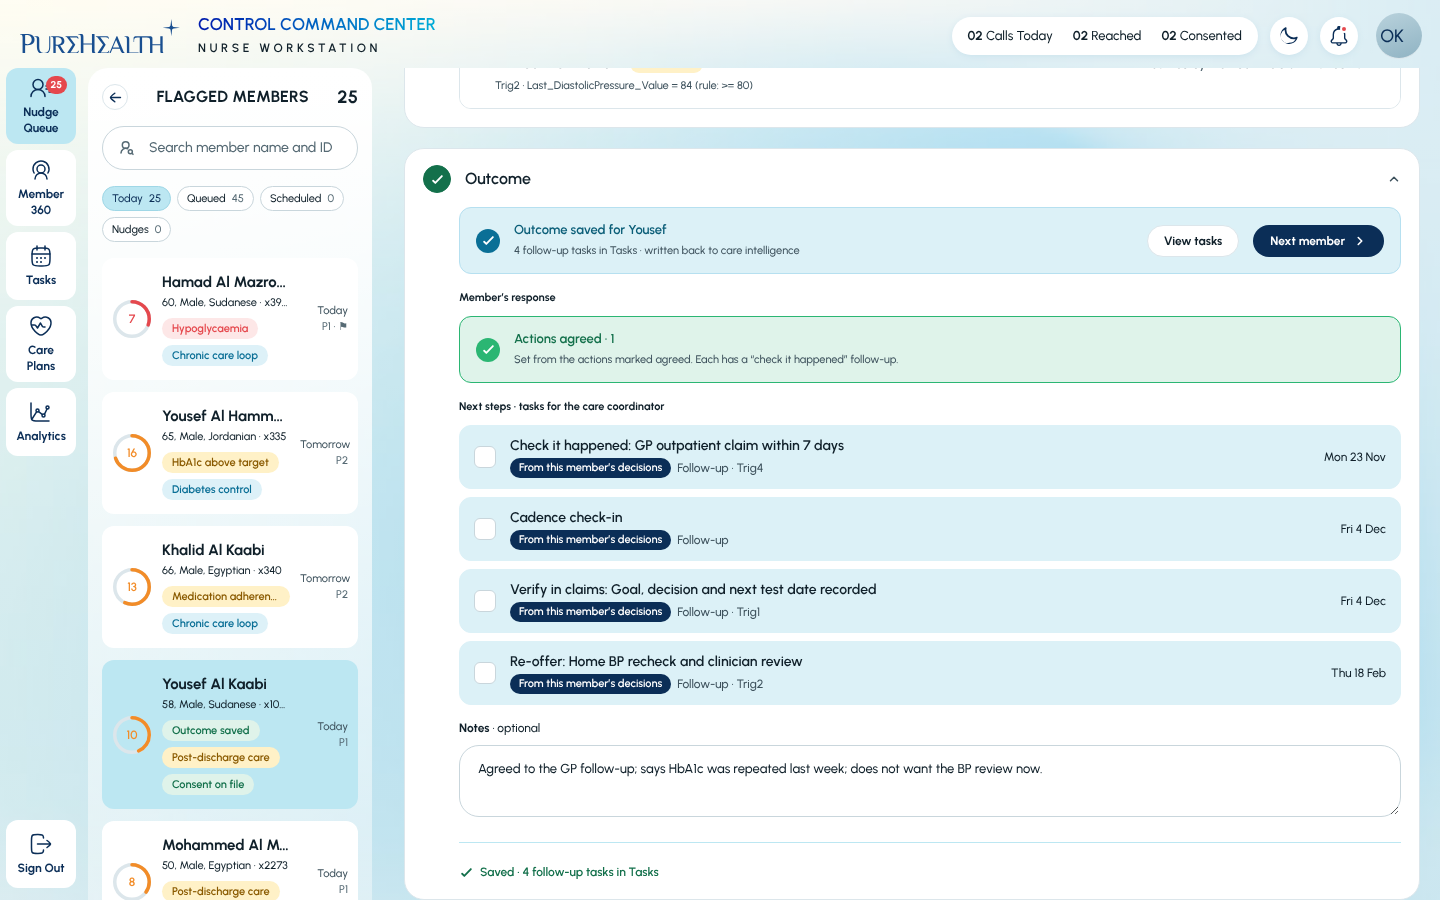 PUREHEALTH
CONTROL COMMAND CENTER
NURSE WORKSTATION
02 Calls Today 02 Reached 02 Consented
OK
25
Nudge
Queue
Member
360
Tasks
Care
Plans
Analytics
Sign Out
FLAGGED MEMBERS 25
Search member name and ID
Today 25
Queued 45
Scheduled 0
Nudges 0
7
Hamad Al Mazro...
60, Male, Sudanese · x39...
Hypoglycaemia
Chronic care loop
Today
P1 · ⚑
16
Yousef Al Hamm...
65, Male, Jordanian · x335
HbA1c above target
Diabetes control
Tomorrow
P2
13
Khalid Al Kaabi
66, Male, Egyptian · x340
Medication adheren...
Chronic care loop
Tomorrow
P2
10
Yousef Al Kaabi
58, Male, Sudanese · x10...
Outcome saved
Post-discharge care
Consent on file
Today
P1
8
Mohammed Al M...
50, Male, Egyptian · x2273
Post-discharge care
Today
P1
Trig2 · Last_DiastolicPressure_Value = 84 (rule: >= 80)
Outcome
Outcome saved for Yousef
4 follow-up tasks in Tasks · written back to care intelligence
View tasks
Next member
Member's response
Actions agreed · 1
Set from the actions marked agreed. Each has a "check it happened" follow-up.
Next steps · tasks for the care coordinator
Check it happened: GP outpatient claim within 7 days
From this member's decisions Follow-up · Trig4
Mon 23 Nov
Cadence check-in
From this member's decisions Follow-up
Fri 4 Dec
Verify in claims: Goal, decision and next test date recorded
From this member's decisions Follow-up · Trig1
Fri 4 Dec
Re-offer: Home BP recheck and clinician review
From this member's decisions Follow-up · Trig2
Thu 18 Feb
Notes · optional
Agreed to the GP follow-up; says HbA1c was repeated last week; does not want the BP review now.
Saved · 4 follow-up tasks in Tasks